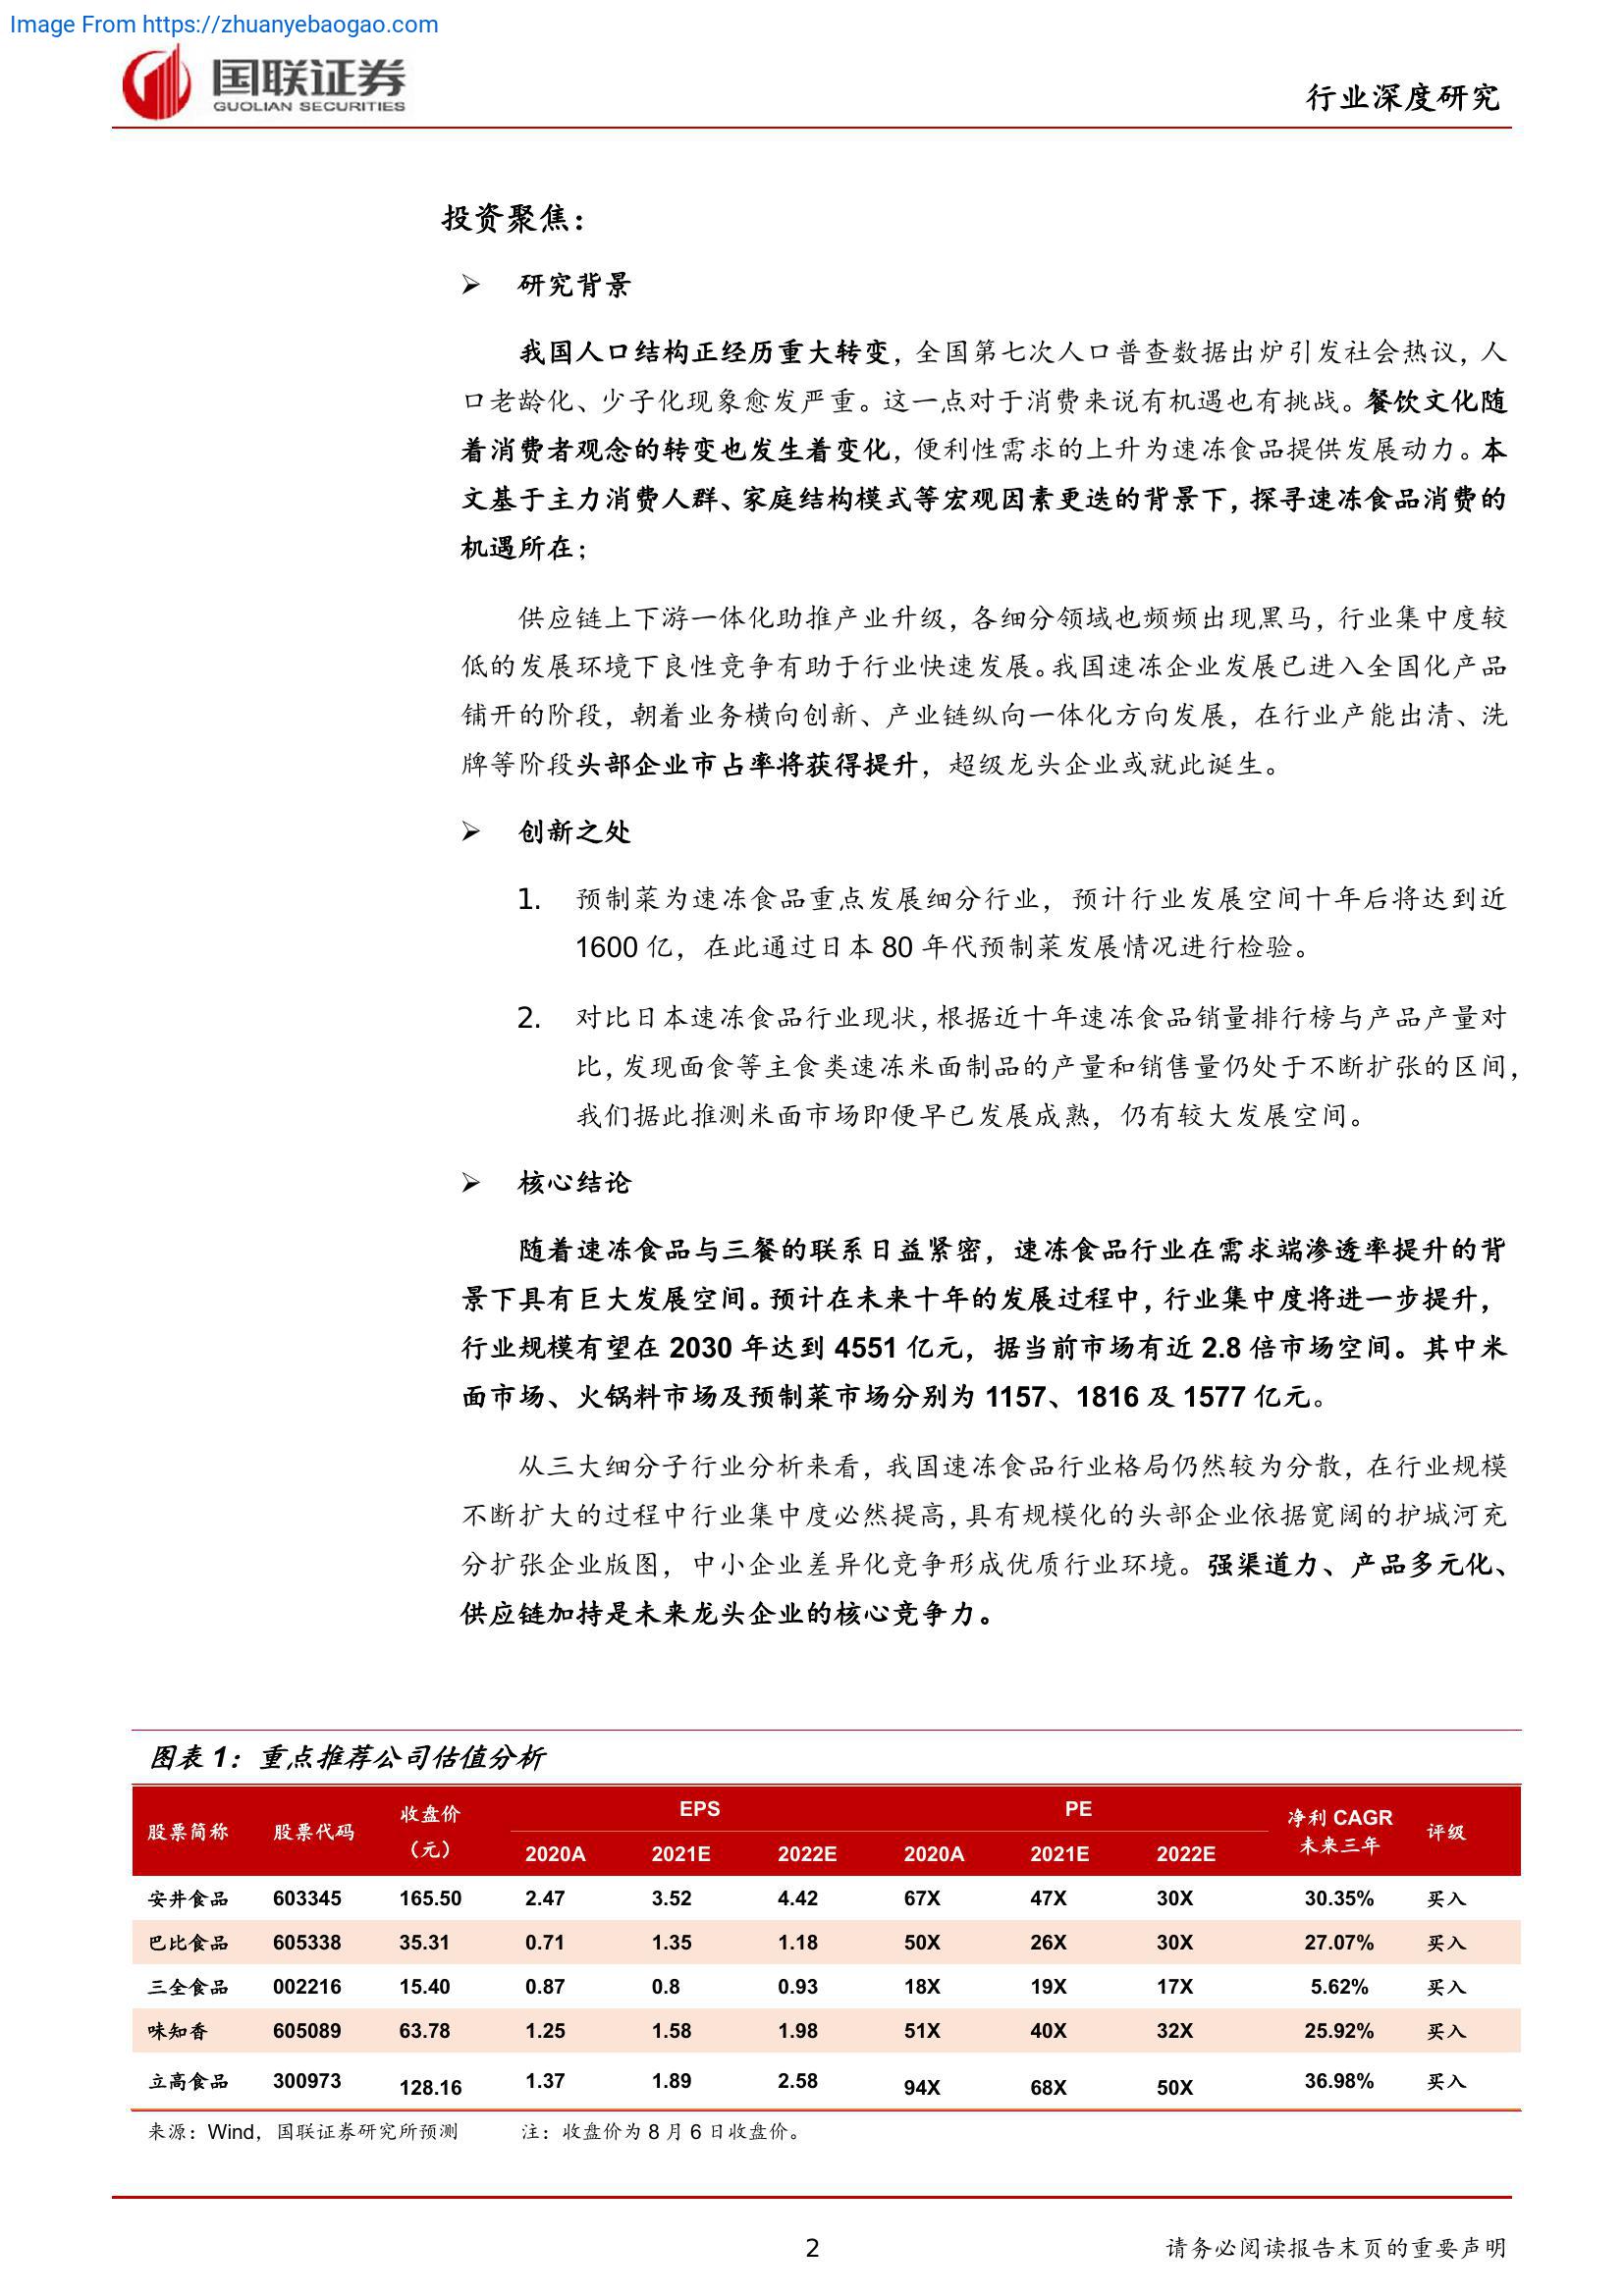 Image From https://zhuanyebaogao.com
国联证券
GUOLIAN SECURITIES
行业深度研究
投资聚焦：
➢ 研究背景
我国人口结构正经历重大转变，全国第七次人口普查数据出炉引发社会热议，人
口老龄化、少子化现象愈发严重。这一点对于消费来说有机遇也有挑战。餐饮文化随
着消费者观念的转变也发生着变化，便利性需求的上升为速冻食品提供发展动力。本
文基于主力消费人群、家庭结构模式等宏观因素更迭的背景下，探寻速冻食品消费的
机遇所在；
供应链上下游一体化助推产业升级，各细分领域也频频出现黑马，行业集中度较
低的发展环境下良性竞争有助于行业快速发展。我国速冻企业发展已进入全国化产品
铺开的阶段，朝着业务横向创新、产业链纵向一体化方向发展，在行业产能出清、洗
牌等阶段头部企业市占率将获得提升，超级龙头企业或就此诞生。
➢ 创新之处
1. 预制菜为速冻食品重点发展细分行业，预计行业发展空间十年后将达到近
1600 亿，在此通过日本 80 年代预制菜发展情况进行检验。
2. 对比日本速冻食品行业现状，根据近十年速冻食品销量排行榜与产品产量对
比，发现面食等主食类速冻米面制品的产量和销售量仍处于不断扩张的区间，
我们据此推测米面市场即便早已发展成熟，仍有较大发展空间。
➢ 核心结论
随着速冻食品与三餐的联系日益紧密，速冻食品行业在需求端渗透率提升的背
景下具有巨大发展空间。预计在未来十年的发展过程中，行业集中度将进一步提升，
行业规模有望在 2030 年达到 4551 亿元，据当前市场有近 2.8 倍市场空间。其中米
面市场、火锅料市场及预制菜市场分别为 1157、1816 及 1577 亿元。
从三大细分子行业分析来看，我国速冻食品行业格局仍然较为分散，在行业规模
不断扩大的过程中行业集中度必然提高，具有规模化的头部企业依据宽阔的护城河充
分扩张企业版图，中小企业差异化竞争形成优质行业环境。强渠道力、产品多元化、
供应链加持是未来龙头企业的核心竞争力。
图表 1：重点推荐公司估值分析
股票简称 股票代码 收盘价（元） EPS PE 净利 CAGR 未来三年 评级
2020A 2021E 2022E 2020A 2021E 2022E
安井食品 603345 165.50 2.47 3.52 4.42 67X 47X 30X 30.35% 买入
巴比食品 605338 35.31 0.71 1.35 1.18 50X 26X 30X 27.07% 买入
三全食品 002216 15.40 0.87 0.8 0.93 18X 19X 17X 5.62% 买入
味知香 605089 63.78 1.25 1.58 1.98 51X 40X 32X 25.92% 买入
立高食品 300973 128.16 1.37 1.89 2.58 94X 68X 50X 36.98% 买入
来源：Wind，国联证券研究所预测 注：收盘价为 8 月 6 日收盘价。
2 请务必阅读报告末页的重要声明